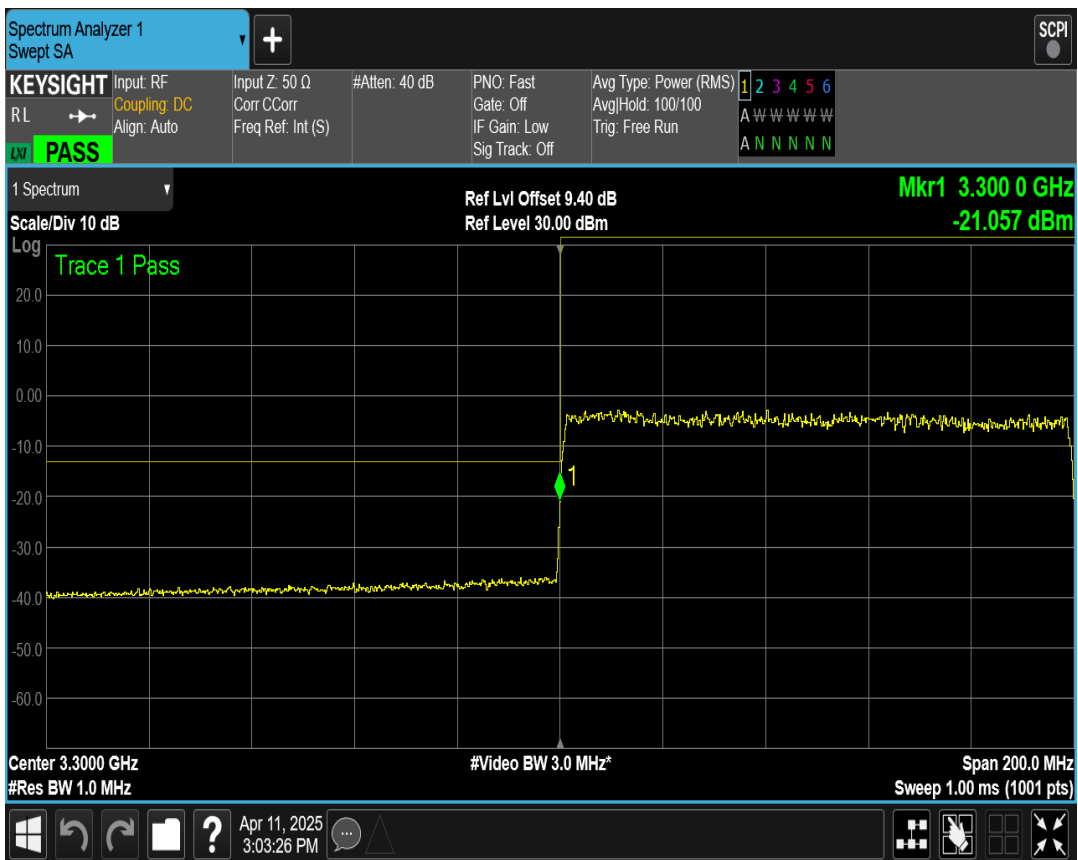 Spectrum Analyzer 1
Swept SA
+
SCPI
KEYSIGHT
RL
LXI PASS
Input: RF
Coupling: DC
Align: Auto
Input Z: 50 Ω
Corr CCorr
Freq Ref: Int (S)
#Atten: 40 dB
PNO: Fast
Gate: Off
IF Gain: Low
Sig Track: Off
Avg Type: Power (RMS)
Avg|Hold: 100/100
Trig: Free Run
1 2 3 4 5 6
A W W W W W
A N N N N N
1 Spectrum
Scale/Div 10 dB
Ref Lvl Offset 9.40 dB
Ref Level 30.00 dBm
Mkr1 3.300 0 GHz
-21.057 dBm
Log
Trace 1 Pass
20.0
10.0
0.00
-10.0
1
-20.0
-30.0
-40.0
-50.0
-60.0
Center 3.3000 GHz
#Res BW 1.0 MHz
#Video BW 3.0 MHz*
Span 200.0 MHz
Sweep 1.00 ms (1001 pts)
?
Apr 11, 2025
3:03:26 PM